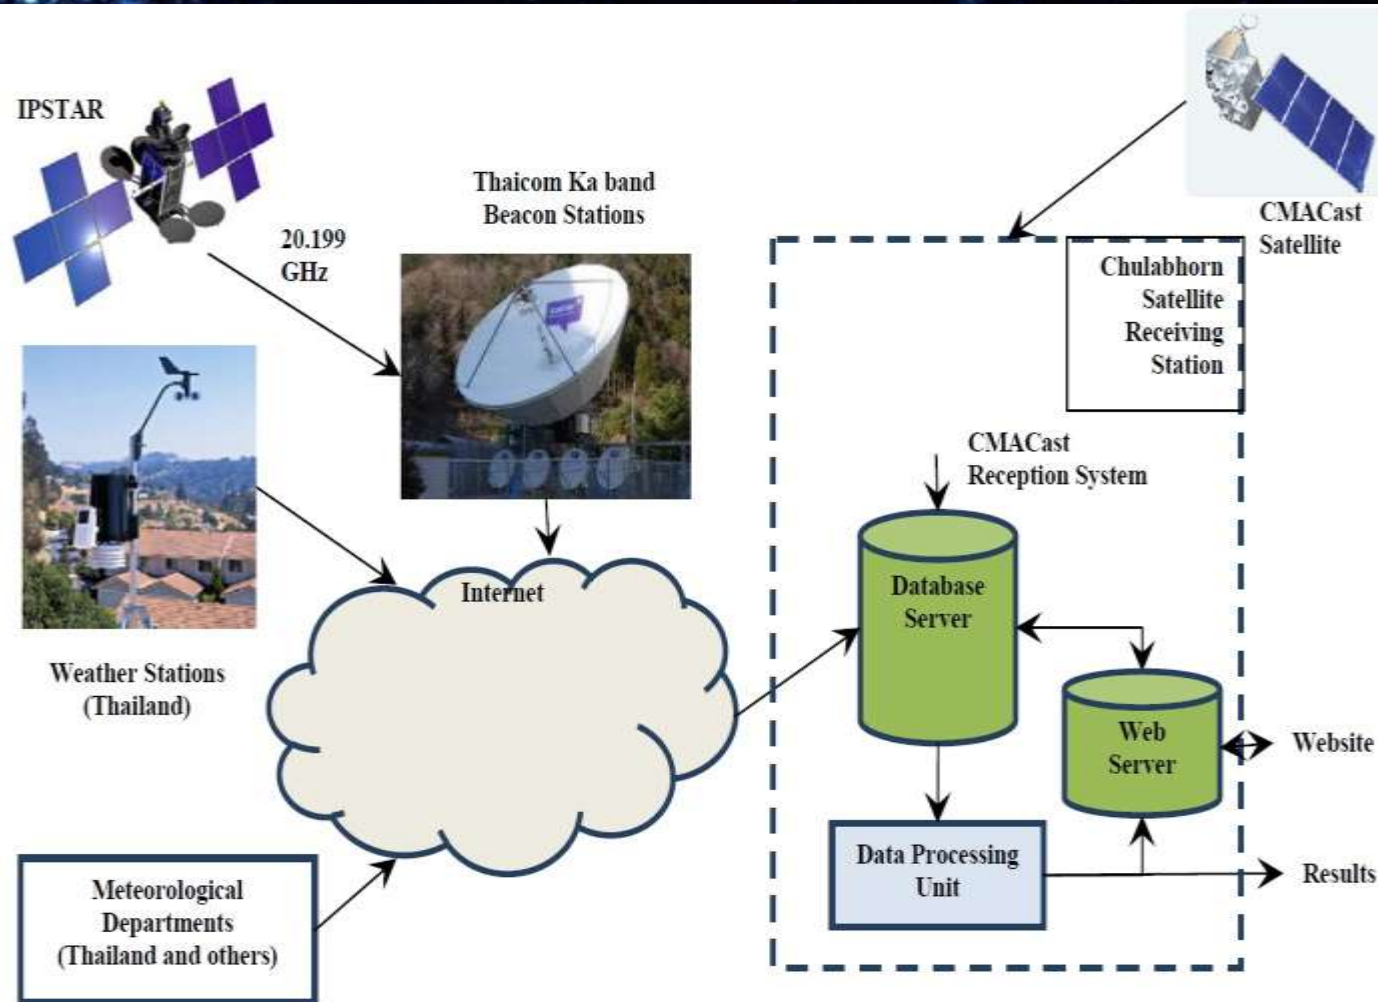 IPSTAR
20.199
GHz
Thaicom Ka band
Beacon Stations
CMACast
Satellite
Chulabhorn
Satellite
Receiving
Station
CMACast
Reception System
Database
Server
Internet
Weather Stations
(Thailand)
Web
Server
Website
Data Processing
Unit
Results
Meteorological
Departments
(Thailand and others)